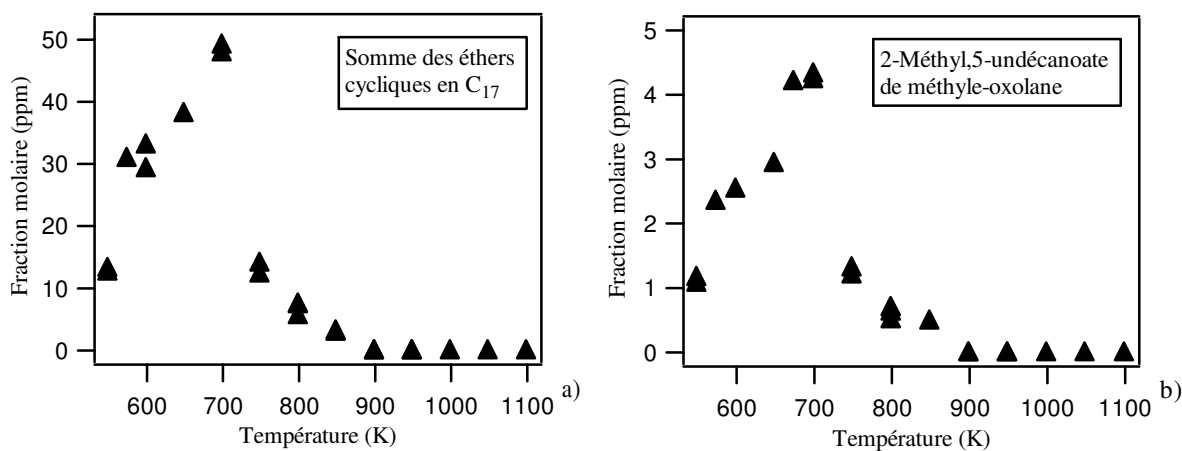 Fraction molaire (ppm)
50
40
30
20
10
0
Somme des éthers
cycliques en C17
600 700 800 900 1000 1100
Température (K)
a)
Fraction molaire (ppm)
5
4
3
2
1
0
2-Méthyl,5-undécanoate
de méthyle-oxolane
600 700 800 900 1000 1100
Température (K)
b)